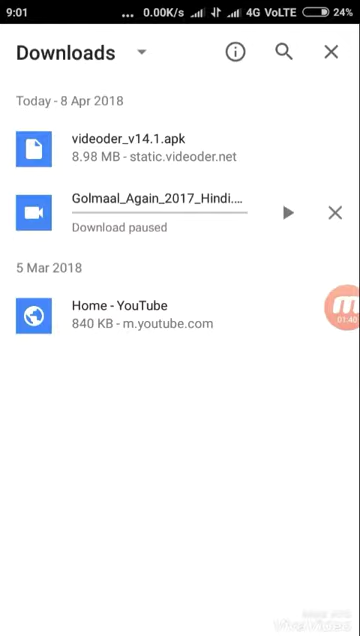 9:01 ... 0.00K/s 4G VoLTE 24%
Downloads
Today - 8 Apr 2018
videoder_v14.1.apk
8.98 MB - static.videoder.net
Golmaal_Again_2017_Hindi....
Download paused
5 Mar 2018
Home - YouTube
840 KB - m.youtube.com
01:40
VivaVideo